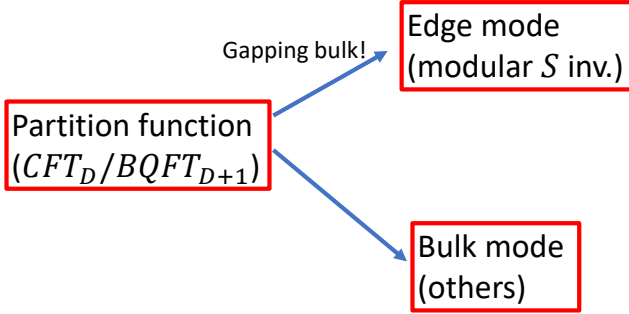 Edge mode
(modular S inv.)
Gapping bulk!
Partition function
(CFT_D/BQFT_{D+1})
Bulk mode
(others)